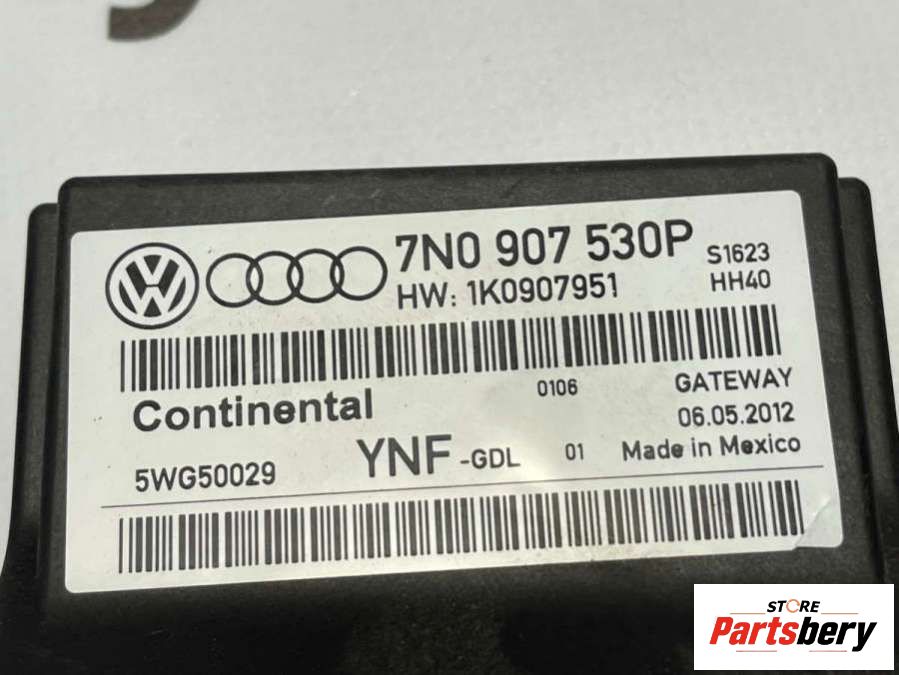 7N0 907 530P
S1623
HW: 1K0907951
HH40
0106
GATEWAY
Continental
06.05.2012
5WG50029
YNF -GDL
01
Made in Mexico
STORE
Partsbery